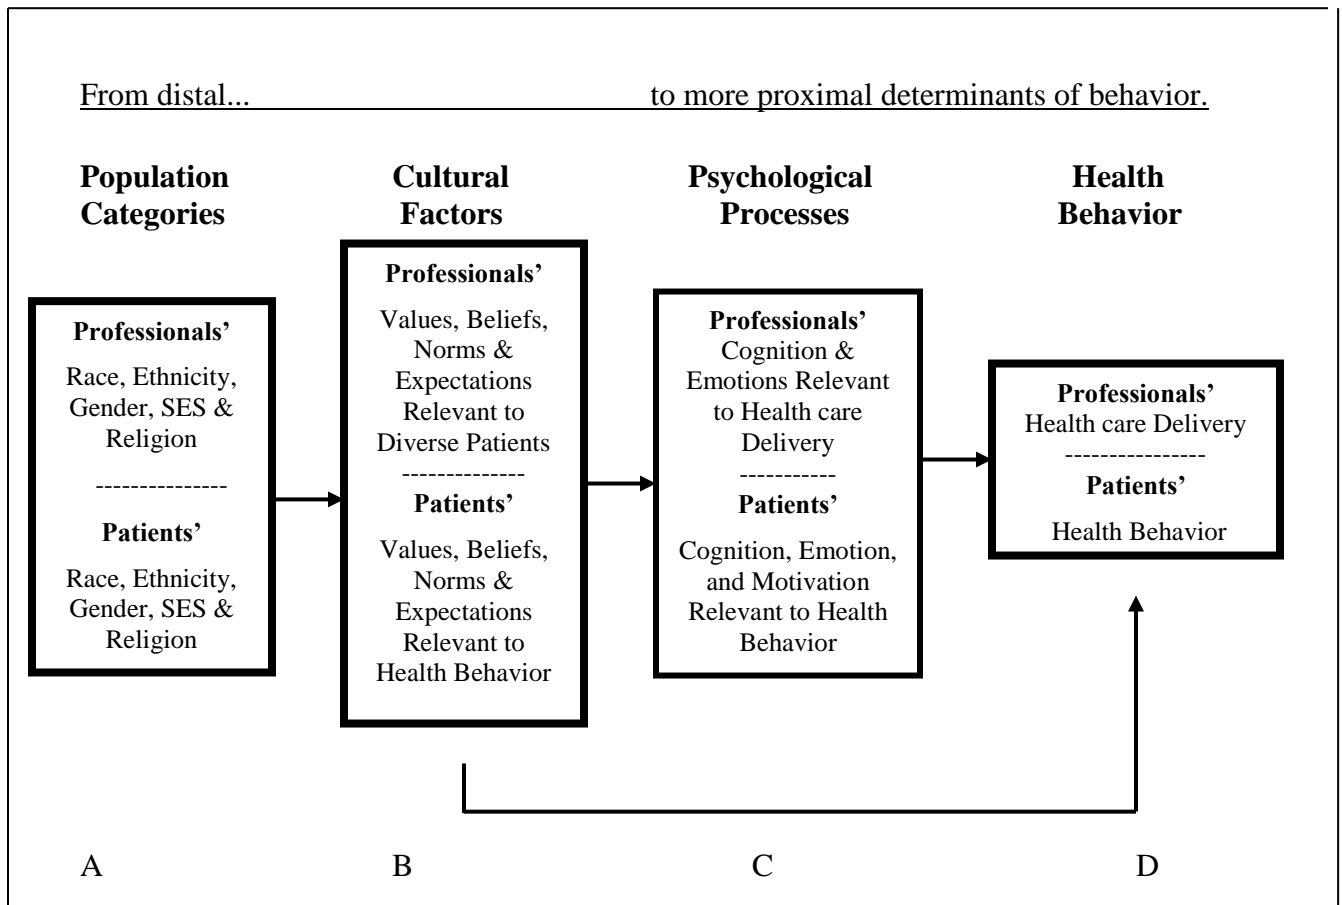 From distal... to more proximal determinants of behavior.
Population
Categories
Cultural
Factors
Psychological
Processes
Health
Behavior
Professionals’
Race, Ethnicity,
Gender, SES &
Religion
---------------
Patients’
Race, Ethnicity,
Gender, SES &
Religion
Professionals’
Values, Beliefs,
Norms &
Expectations
Relevant to
Diverse Patients
--------------
Patients’
Values, Beliefs,
Norms &
Expectations
Relevant to
Health Behavior
Professionals’
Cognition &
Emotions Relevant
to Health care
Delivery
-----------
Patients’
Cognition, Emotion,
and Motivation
Relevant to Health
Behavior
Professionals’
Health care Delivery
----------------
Patients’
Health Behavior
A B C D